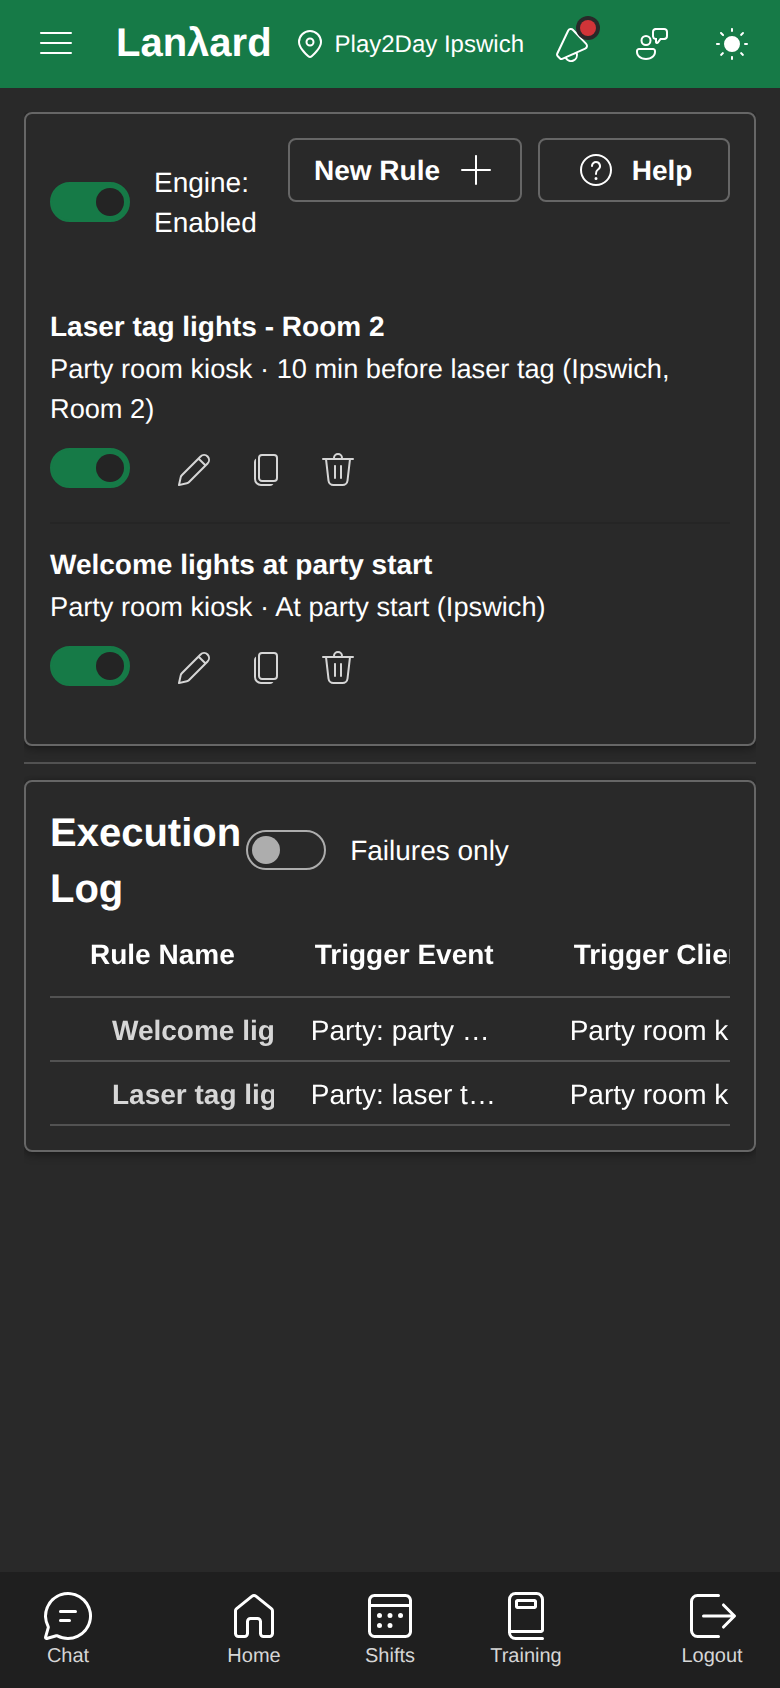 Lanλard
Play2Day Ipswich
Engine:
Enabled
New Rule
Help
Laser tag lights - Room 2
Party room kiosk · 10 min before laser tag (Ipswich,
Room 2)
Welcome lights at party start
Party room kiosk · At party start (Ipswich)
Execution
Log
Failures only
Rule Name Trigger Event Trigger Clie
Welcome lig Party: party … Party room k
Laser tag lig Party: laser t… Party room k
Chat Home Shifts Training Logout